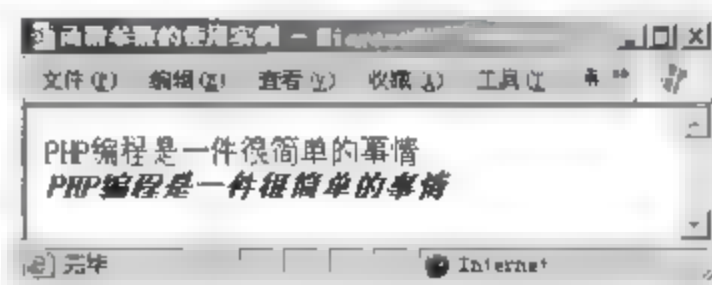 函数参数的使用实例 -
文件(F) 编辑(E) 查看(V) 收藏(A) 工具(T
PHP编程是一件很简单的事情
PHP编程是一件很简单的事情
完毕 Internet